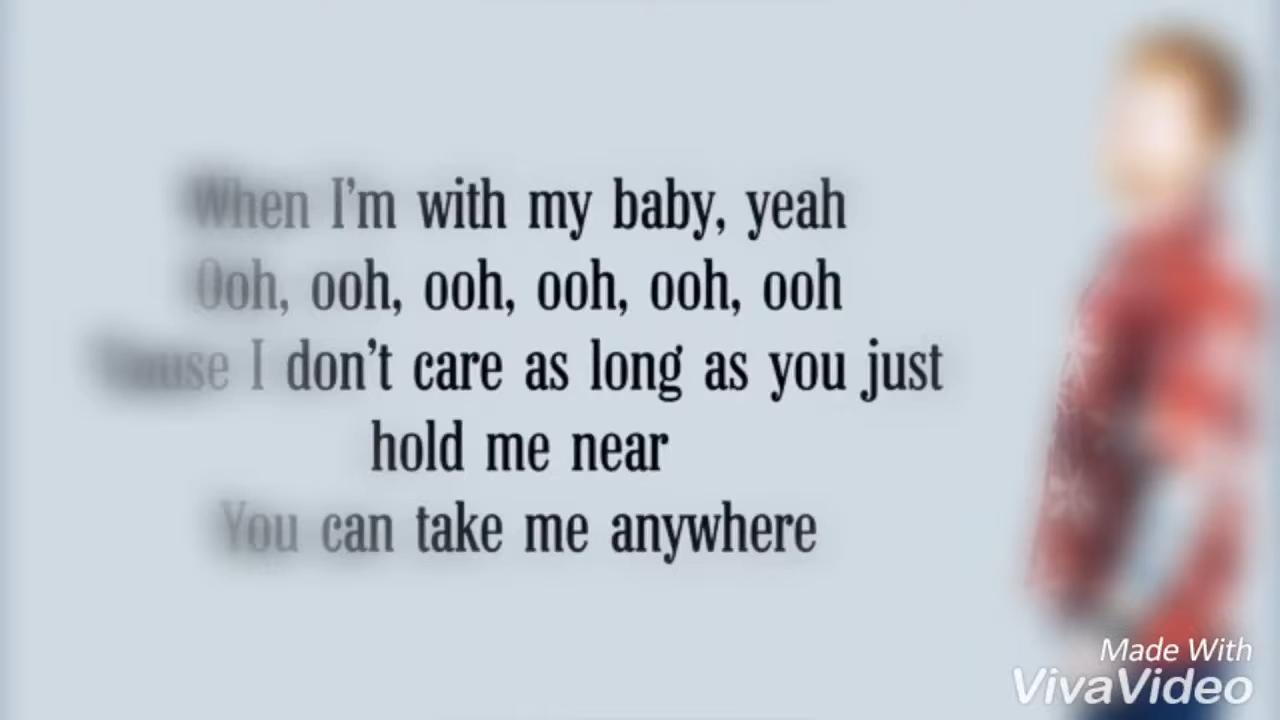 When I'm with my baby, yeah
Ooh, ooh, ooh, ooh, ooh, ooh
'Cause I don't care as long as you just
hold me near
You can take me anywhere
Made With
VivaVideo